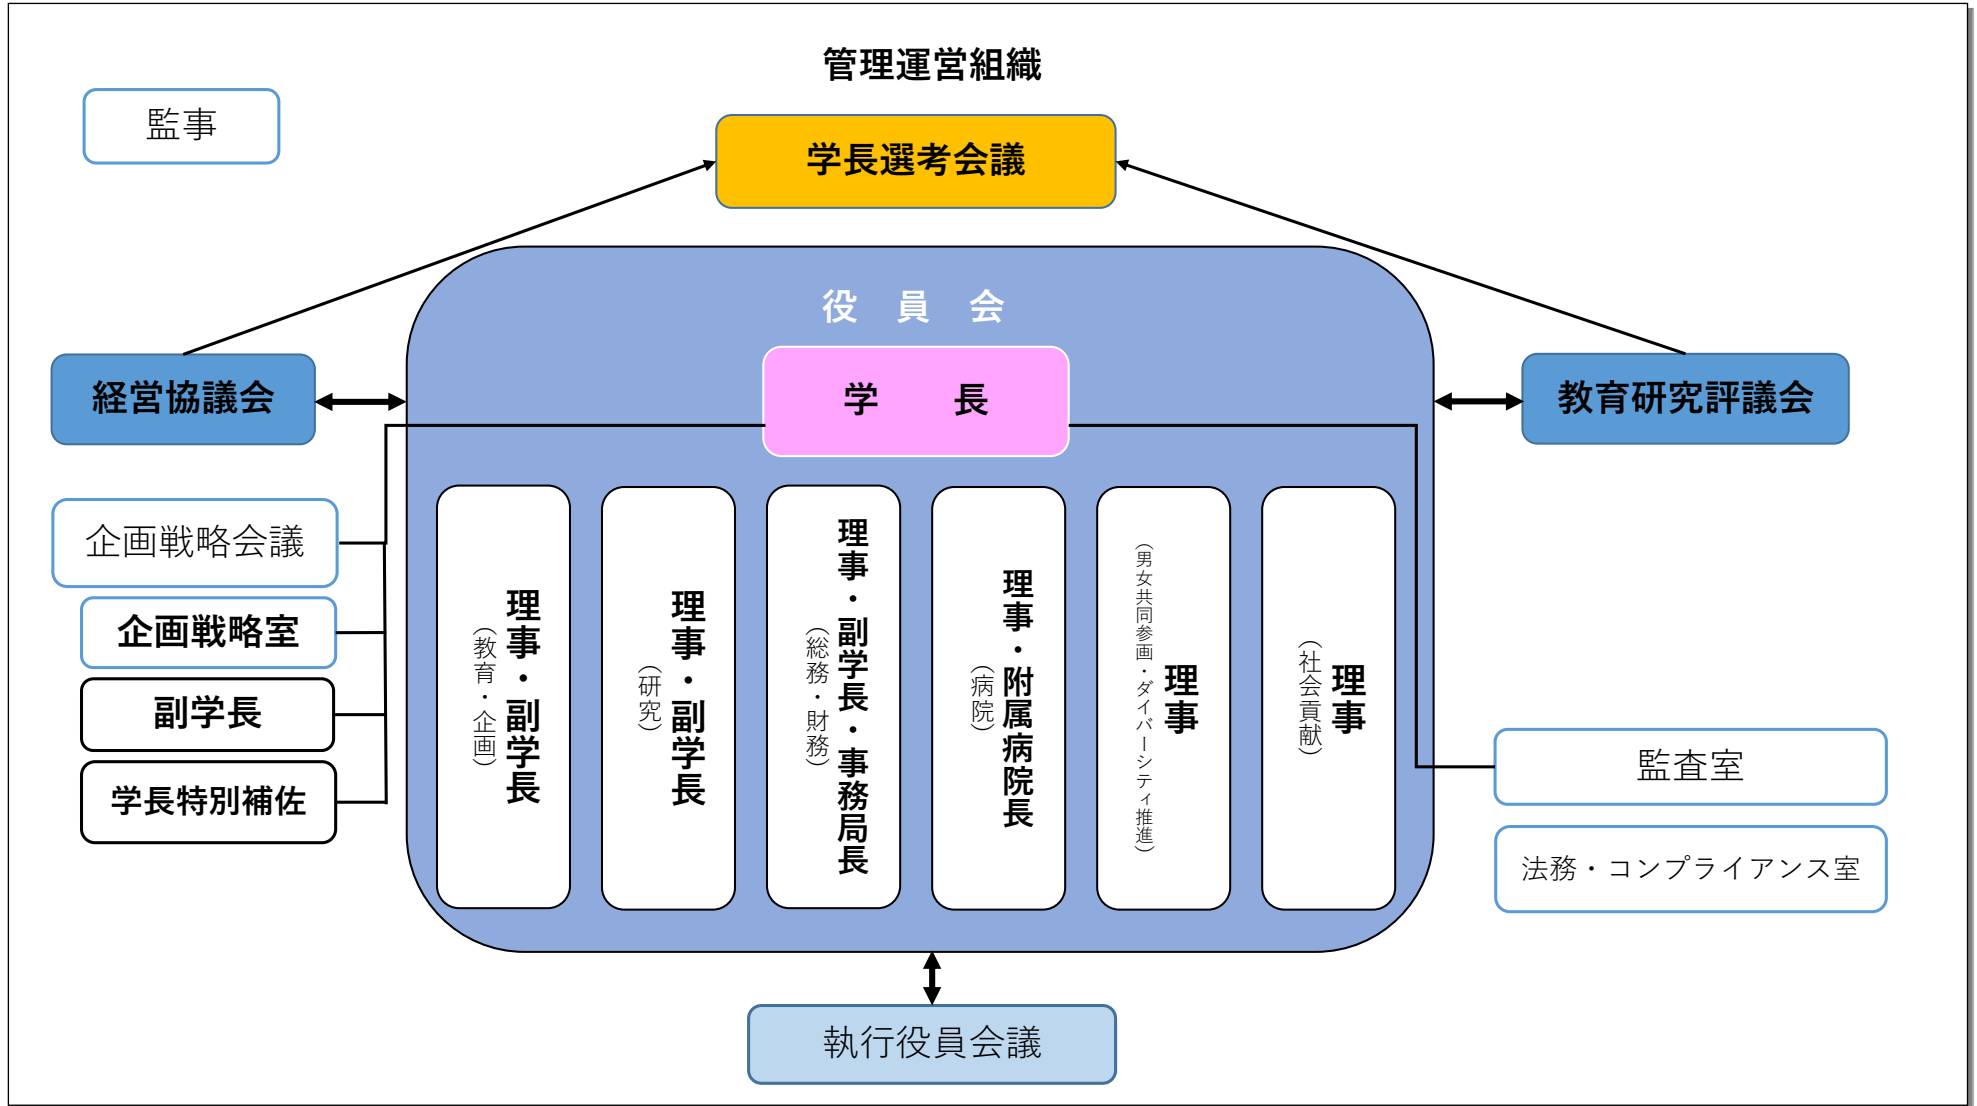 管理運営組織
監事
学長選考会議
役　員　会
経営協議会
学　　長
教育研究評議会
企画戦略会議
企画戦略室
副学長
学長特別補佐
理事・副学長
（教育・企画）
理事・副学長
（研究）
理事・副学長・事務局長
（総務・財務）
理事・附属病院長
（病院）
理事
（男女共同参画・ダイバーシティ推進）
理事
（社会貢献）
監査室
法務・コンプライアンス室
執行役員会議